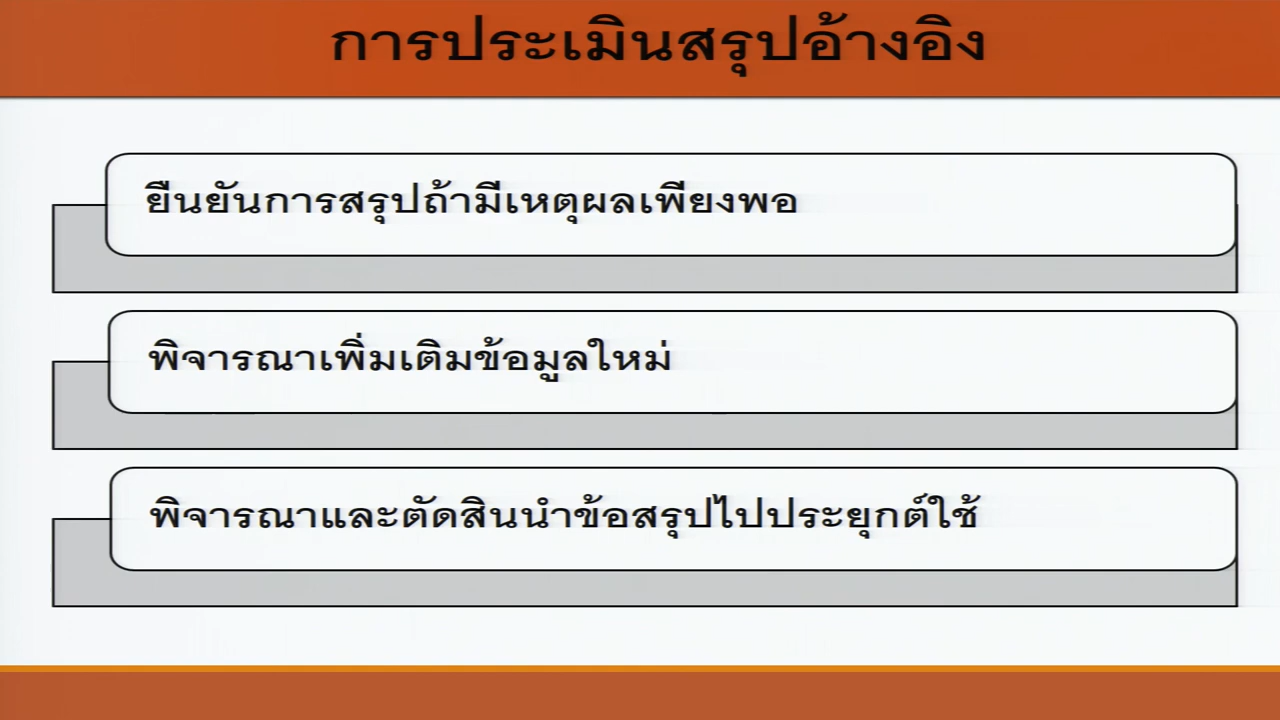 การประเมินสรุปอ้างอิง
ยืนยันการสรุปถ้ามีเหตุผลเพียงพอ
พิจารณาเพิ่มเติมข้อมูลใหม่
พิจารณาและตัดสินนำข้อสรุปไปประยุกต์ใช้